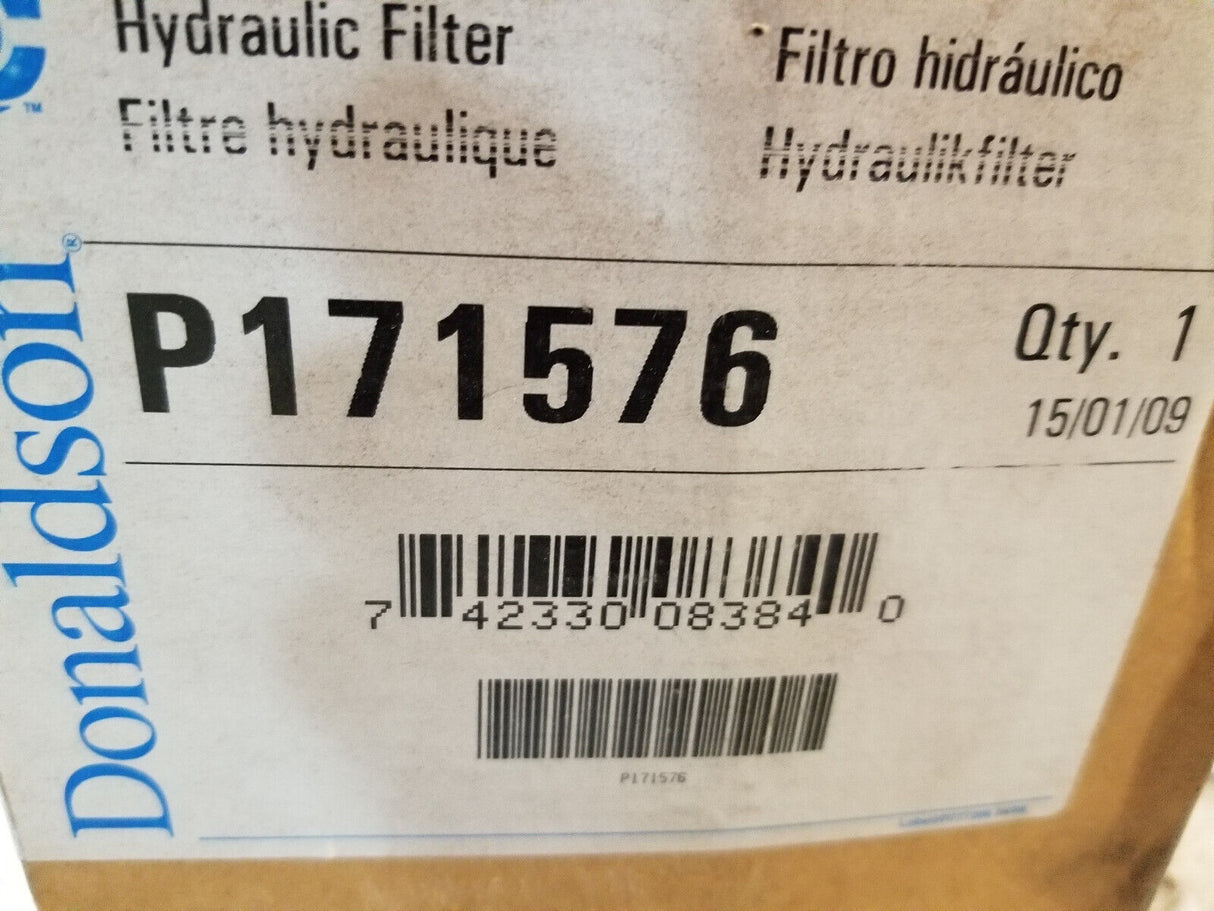 Hydraulic Filter
Filtro hidráulico
Filtre hydraulique
Hydraulikfilter
Donaldson®
™
P171576
Qty. 1
15/01/09
7 42330 08384 0
P171576